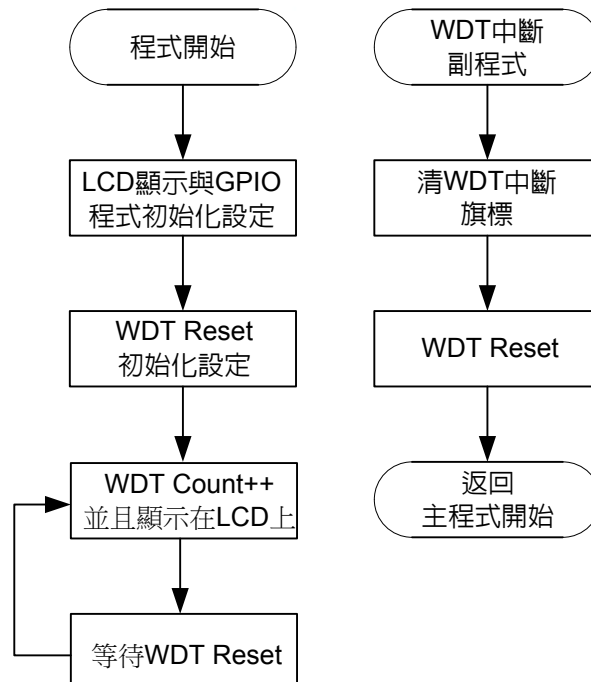 程式開始
LCD顯示與GPIO
程式初始化設定
WDT Reset
初始化設定
WDT Count++
並且顯示在LCD上
等待WDT Reset
WDT中斷
副程式
清WDT中斷
旗標
WDT Reset
返回
主程式開始